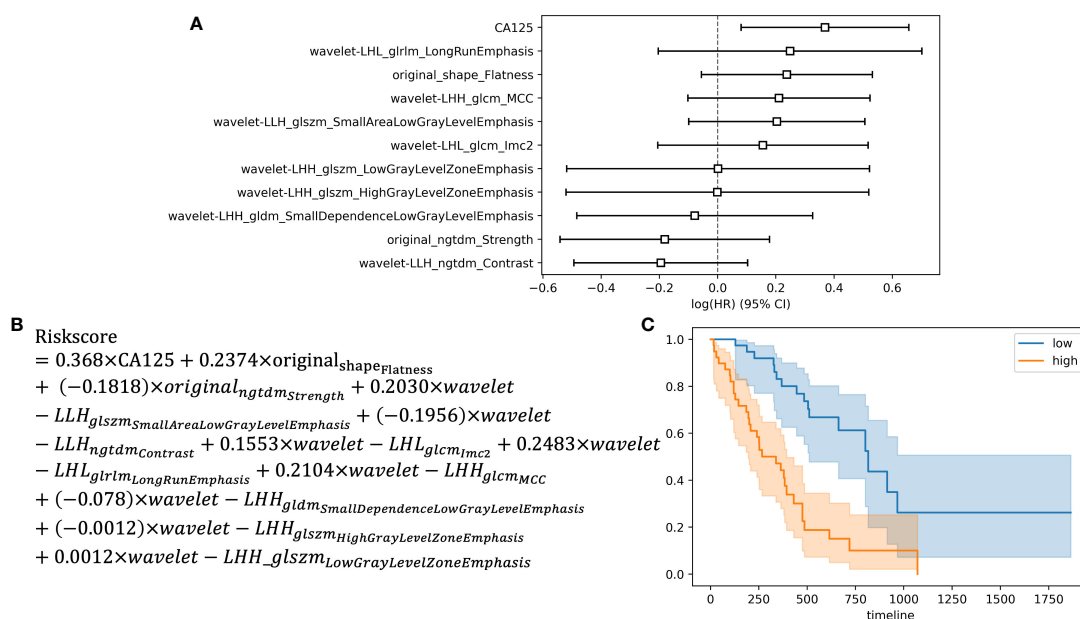 A
CA125
wavelet-LHL_glrlm_LongRunEmphasis
original_shape_Flatness
wavelet-LHH_glcm_MCC
wavelet-LLH_glszm_SmallAreaLowGrayLevelEmphasis
wavelet-LHL_glcm_Imc2
wavelet-LHH_glszm_LowGrayLevelZoneEmphasis
wavelet-LHH_glszm_HighGrayLevelZoneEmphasis
wavelet-LHH_gldm_SmallDependenceLowGrayLevelEmphasis
original_ngtdm_Strength
wavelet-LLH_ngtdm_Contrast
−0.6 −0.4 −0.2 0.0 0.2 0.4 0.6
log(HR) (95% CI)
B
Riskscore
= 0.368×CA125 + 0.2374×original_shape_Flatness
+ (−0.1818)×original_ngtdm_Strength + 0.2030×wavelet
− LLH_glszm_SmallAreaLowGrayLevelEmphasis + (−0.1956)×wavelet
− LLH_ngtdm_Contrast + 0.1553×wavelet − LHL_glcm_Imc2 + 0.2483×wavelet
− LHL_glrlm_LongRunEmphasis + 0.2104×wavelet − LHH_glcm_MCC
+ (−0.078)×wavelet − LHH_gldm_SmallDependenceLowGrayLevelEmphasis
+ (−0.0012)×wavelet − LHH_glszm_HighGrayLevelZoneEmphasis
+ 0.0012×wavelet − LHH_glszm_LowGrayLevelZoneEmphasis
C
1.0
0.8
0.6
0.4
0.2
0.0
low
high
0 250 500 750 1000 1250 1500 1750
timeline